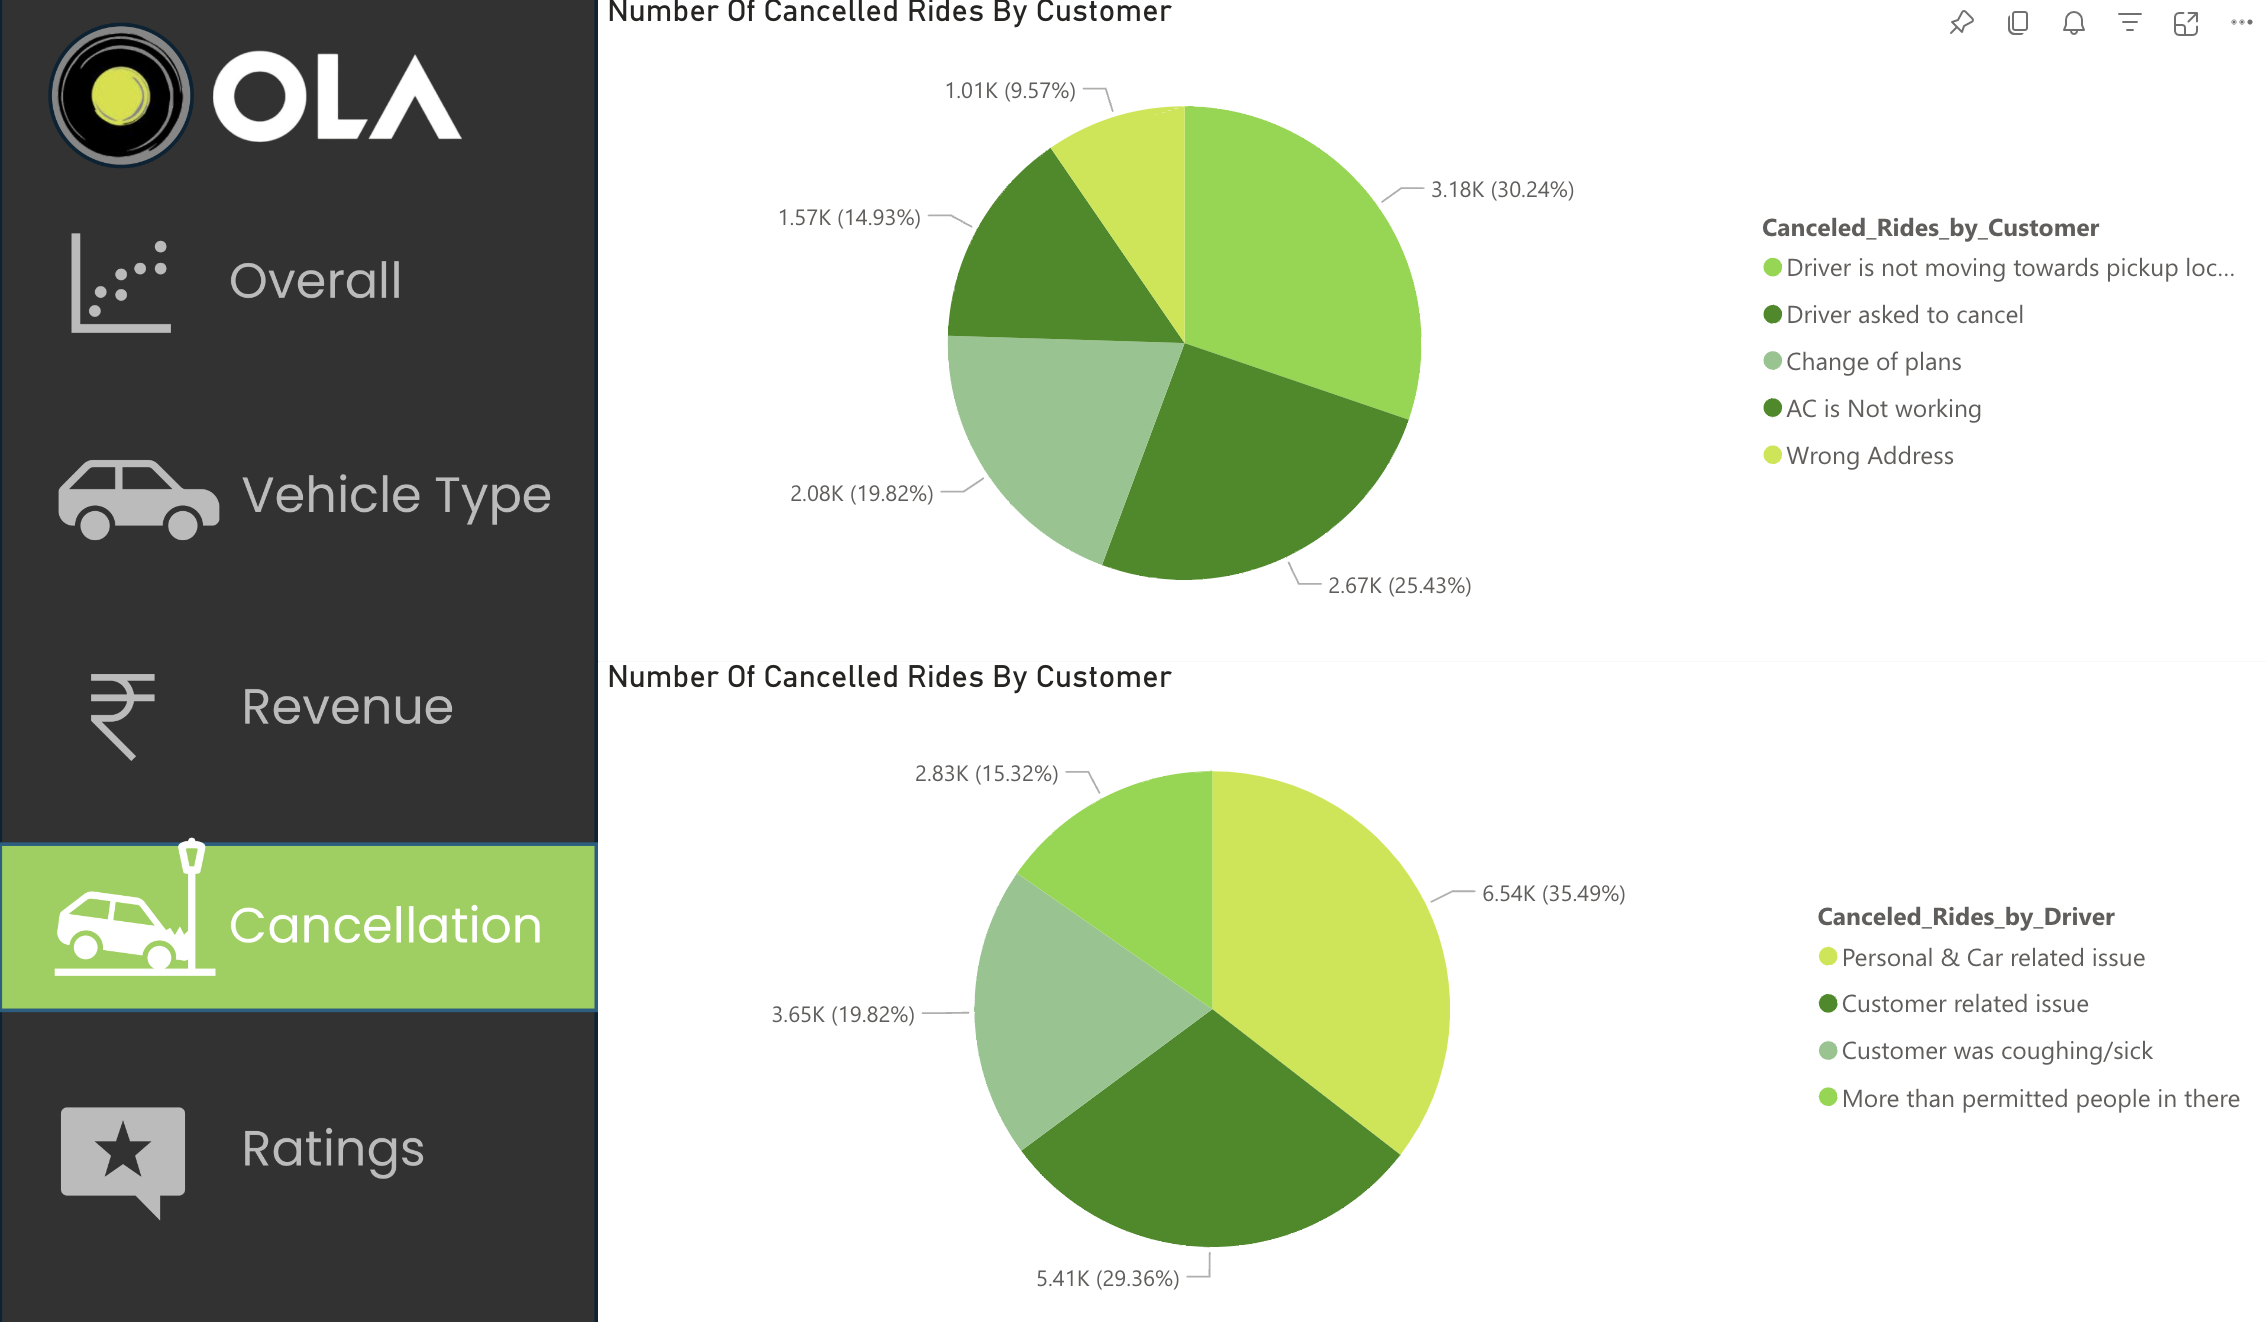 OLA
Overall
Vehicle Type
Revenue
Cancellation
Ratings
Number Of Cancelled Rides By Customer
1.01K (9.57%)
3.18K (30.24%)
1.57K (14.93%)
2.08K (19.82%)
2.67K (25.43%)
Canceled_Rides_by_Customer
Driver is not moving towards pickup loc...
Driver asked to cancel
Change of plans
AC is Not working
Wrong Address
Number Of Cancelled Rides By Customer
2.83K (15.32%)
6.54K (35.49%)
3.65K (19.82%)
5.41K (29.36%)
Canceled_Rides_by_Driver
Personal & Car related issue
Customer related issue
Customer was coughing/sick
More than permitted people in there